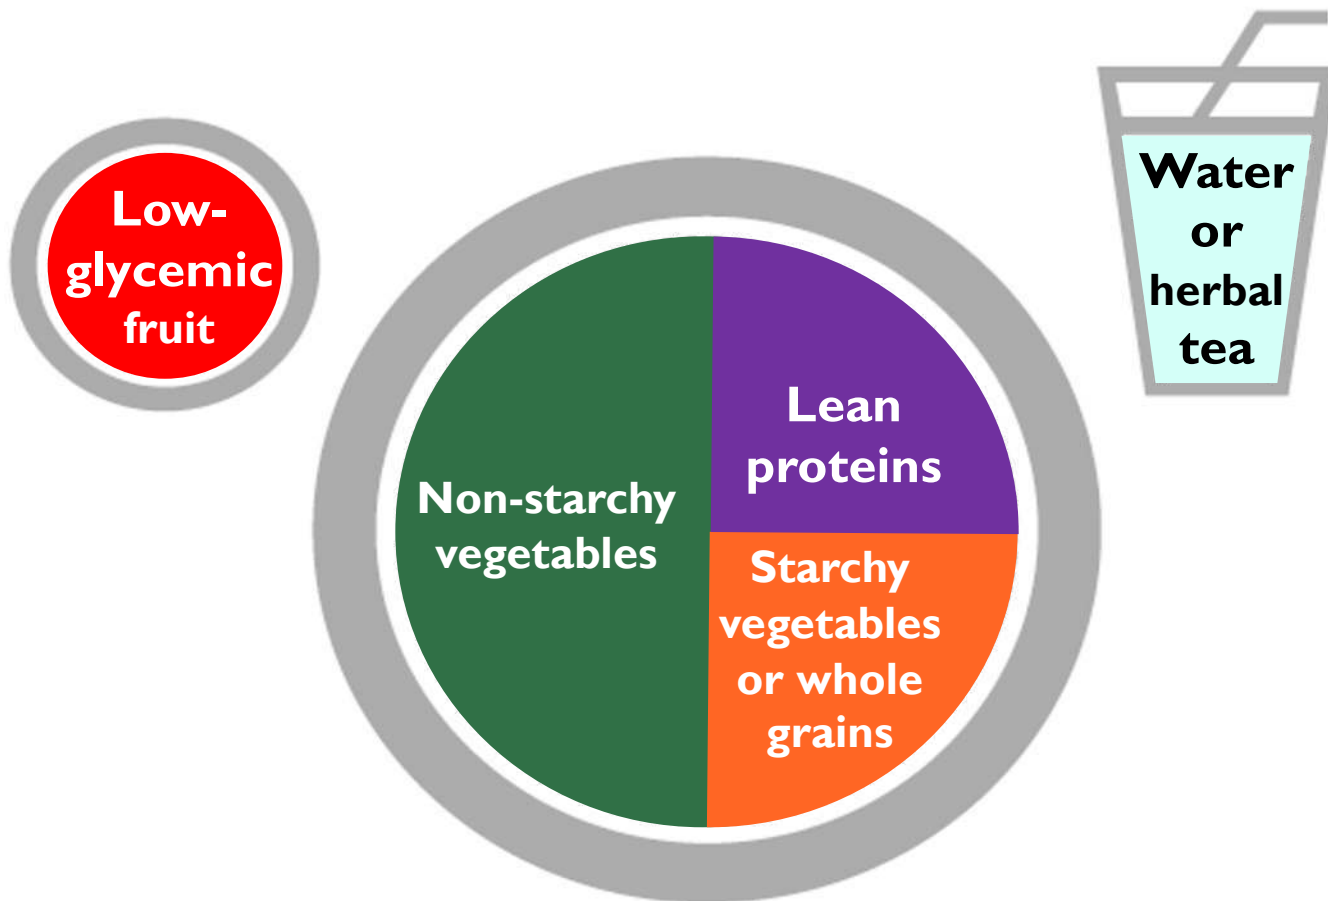 Low-
glycemic
fruit
Water
or
herbal
tea
Non-starchy
vegetables
Lean
proteins
Starchy
vegetables
or whole
grains